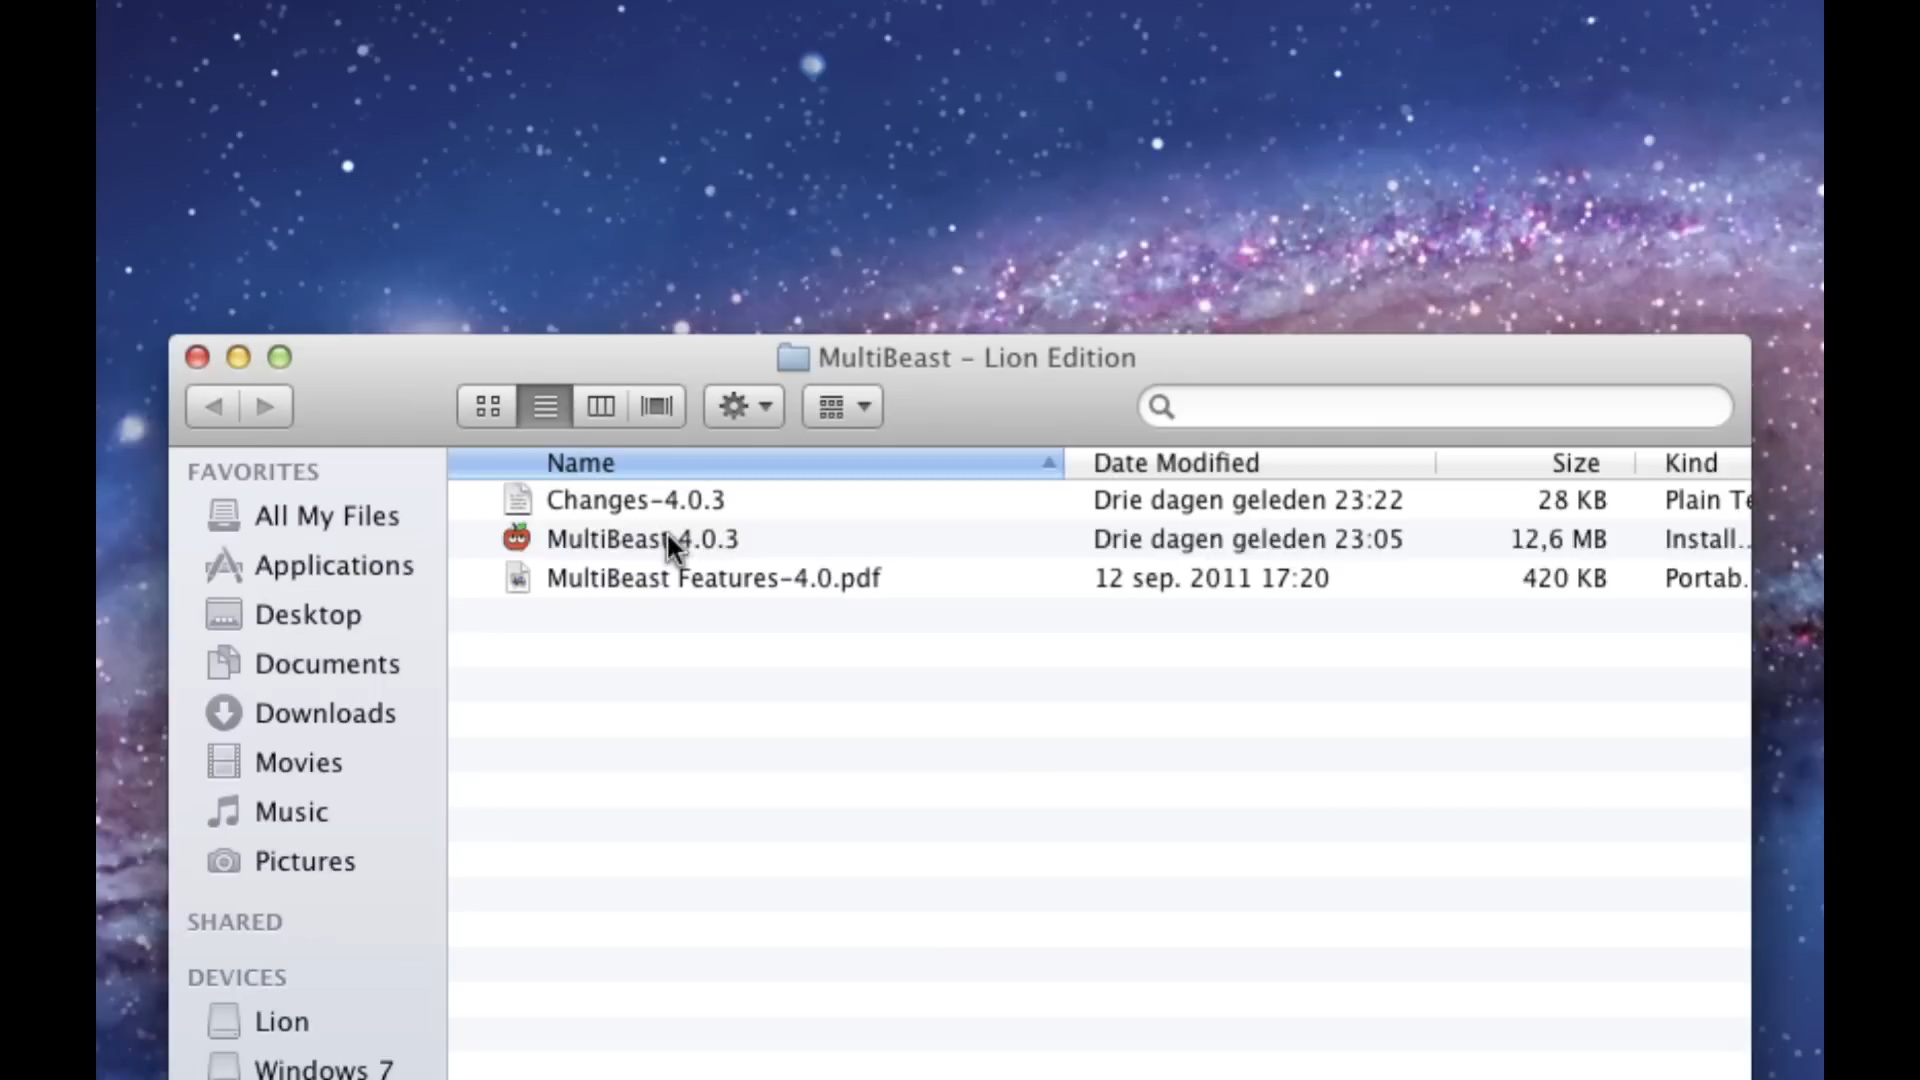 MultiBeast – Lion Edition
FAVORITES
All My Files
Applications
Desktop
Documents
Downloads
Movies
Music
Pictures
SHARED
DEVICES
Lion
Windows 7
Name Date Modified Size Kind
Changes-4.0.3 Drie dagen geleden 23:22 28 KB Plain Te
MultiBeast 4.0.3 Drie dagen geleden 23:05 12,6 MB Install...
MultiBeast Features-4.0.pdf 12 sep. 2011 17:20 420 KB Portab...